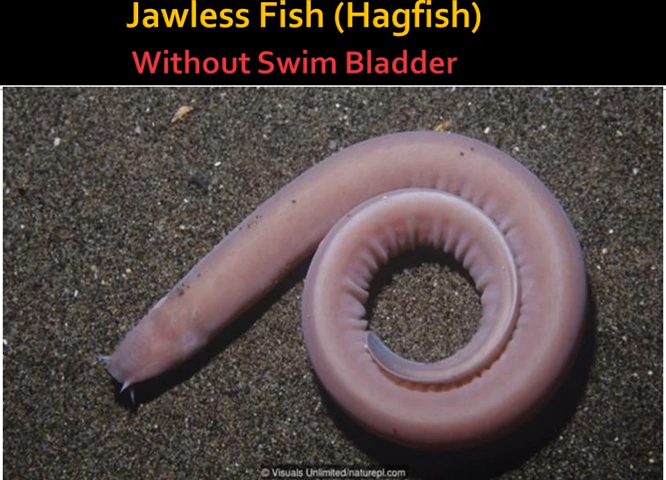 Jawless Fish (Hagfish)
Without Swim Bladder
© Visuals Unlimited/naturepl.com